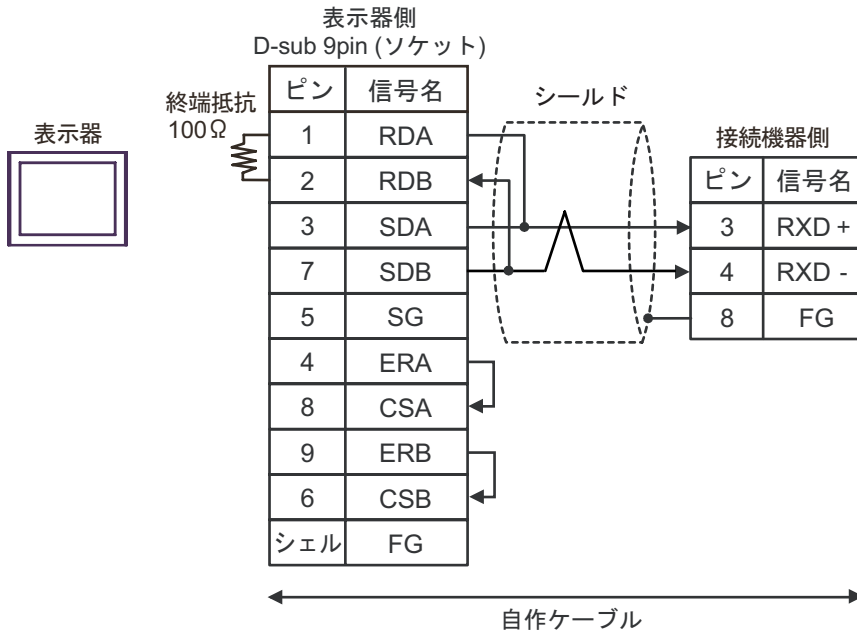 表示器側
D-sub 9pin (ソケット)
終端抵抗
100Ω
表示器
ピン 信号名
1 RDA
2 RDB
3 SDA
7 SDB
5 SG
4 ERA
8 CSA
9 ERB
6 CSB
シェル FG
シールド
接続機器側
ピン 信号名
3 RXD +
4 RXD -
8 FG
自作ケーブル